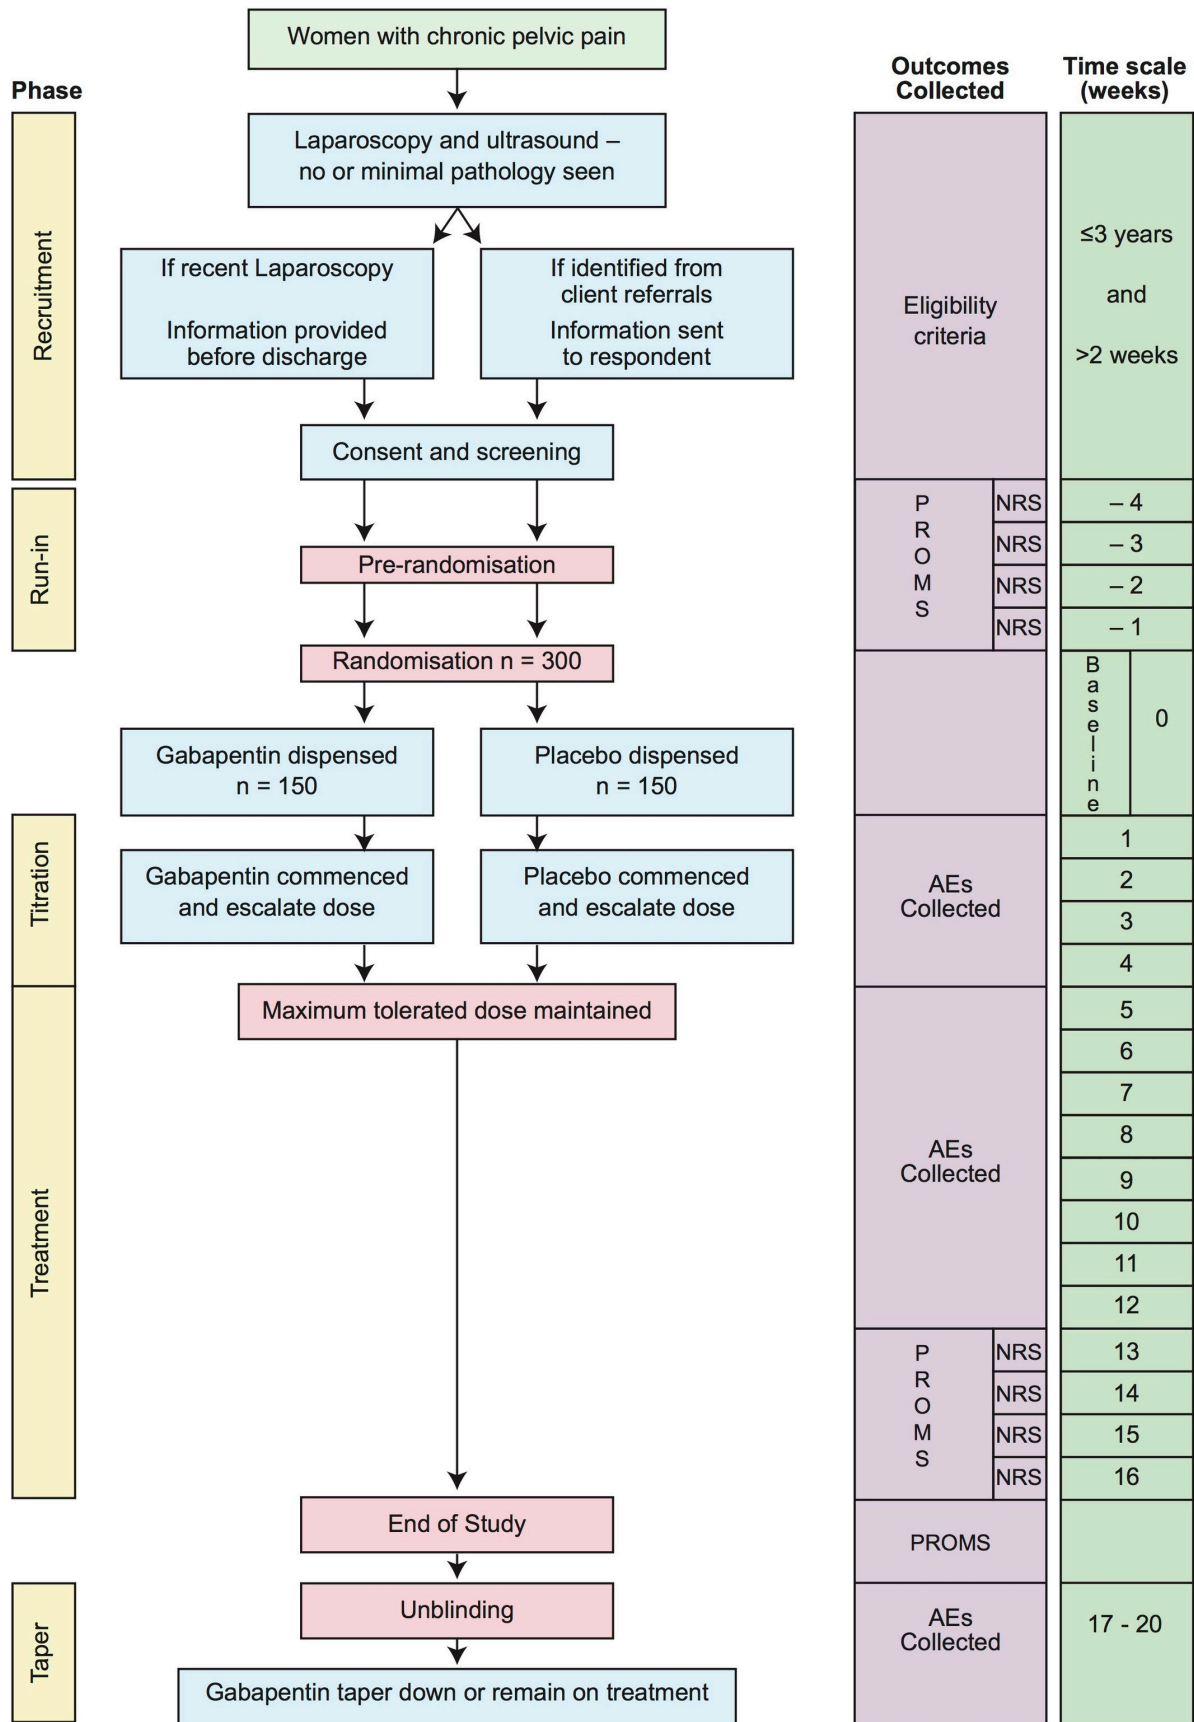 Women with chronic pelvic pain
Phase
Outcomes
Collected
Time scale
(weeks)
Recruitment
Laparoscopy and ultrasound –
no or minimal pathology seen
If recent Laparoscopy
Information provided
before discharge
If identified from
client referrals
Information sent
to respondent
Consent and screening
Eligibility
criteria
≤3 years
and
>2 weeks
Run-in
Pre-randomisation
Randomisation n = 300
PROMS
NRS
– 4
NRS
– 3
NRS
– 2
NRS
– 1
Gabapentin dispensed
n = 150
Placebo dispensed
n = 150
Baseline
0
Titration
Gabapentin commenced
and escalate dose
Placebo commenced
and escalate dose
AEs
Collected
1
2
3
4
Treatment
Maximum tolerated dose maintained
AEs
Collected
5
6
7
8
9
10
11
12
PROMS
NRS
13
NRS
14
NRS
15
NRS
16
End of Study
PROMS
Taper
Unblinding
Gabapentin taper down or remain on treatment
AEs
Collected
17 - 20